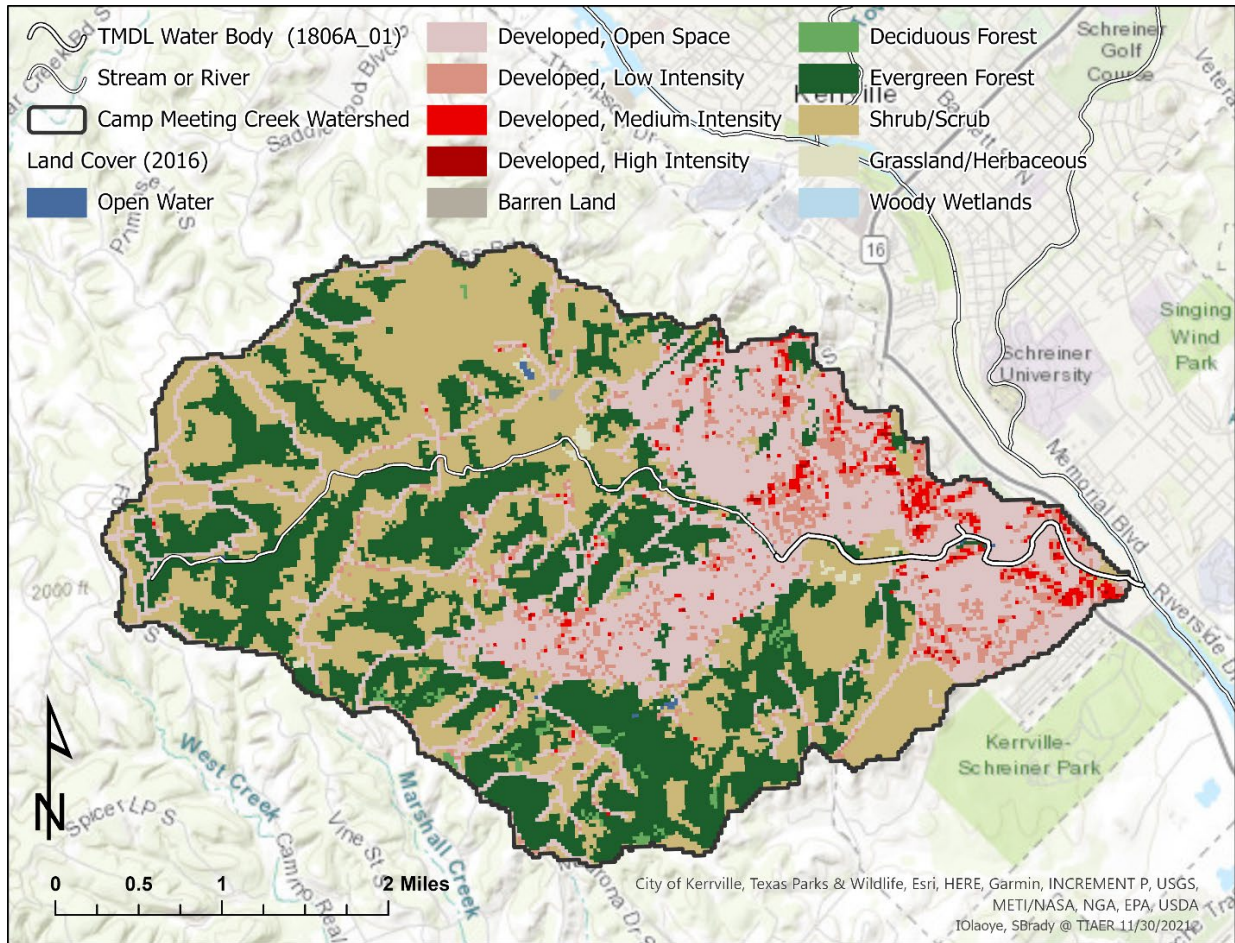 TMDL Water Body (1806A_01)
Stream or River
Camp Meeting Creek Watershed
Land Cover (2016)
Open Water
Developed, Open Space
Developed, Low Intensity
Developed, Medium Intensity
Developed, High Intensity
Barren Land
Deciduous Forest
Evergreen Forest
Shrub/Scrub
Grassland/Herbaceous
Woody Wetlands
Schreiner
Golf
Course
Kerrville
16
Singing
Wind
Park
Schreiner
University
Memorial Blvd
Riverside Dr
2000 ft
Kerrville-
Schreiner Park
West Creek
Marshall Creek
Spicer LP S
Vine St S
Camino Real
N
0 0.5 1 2 Miles
City of Kerrville, Texas Parks & Wildlife, Esri, HERE, Garmin, INCREMENT P, USGS,
METI/NASA, NGA, EPA, USDA
IOlaoye, SBrady @ TIAER 11/30/2021